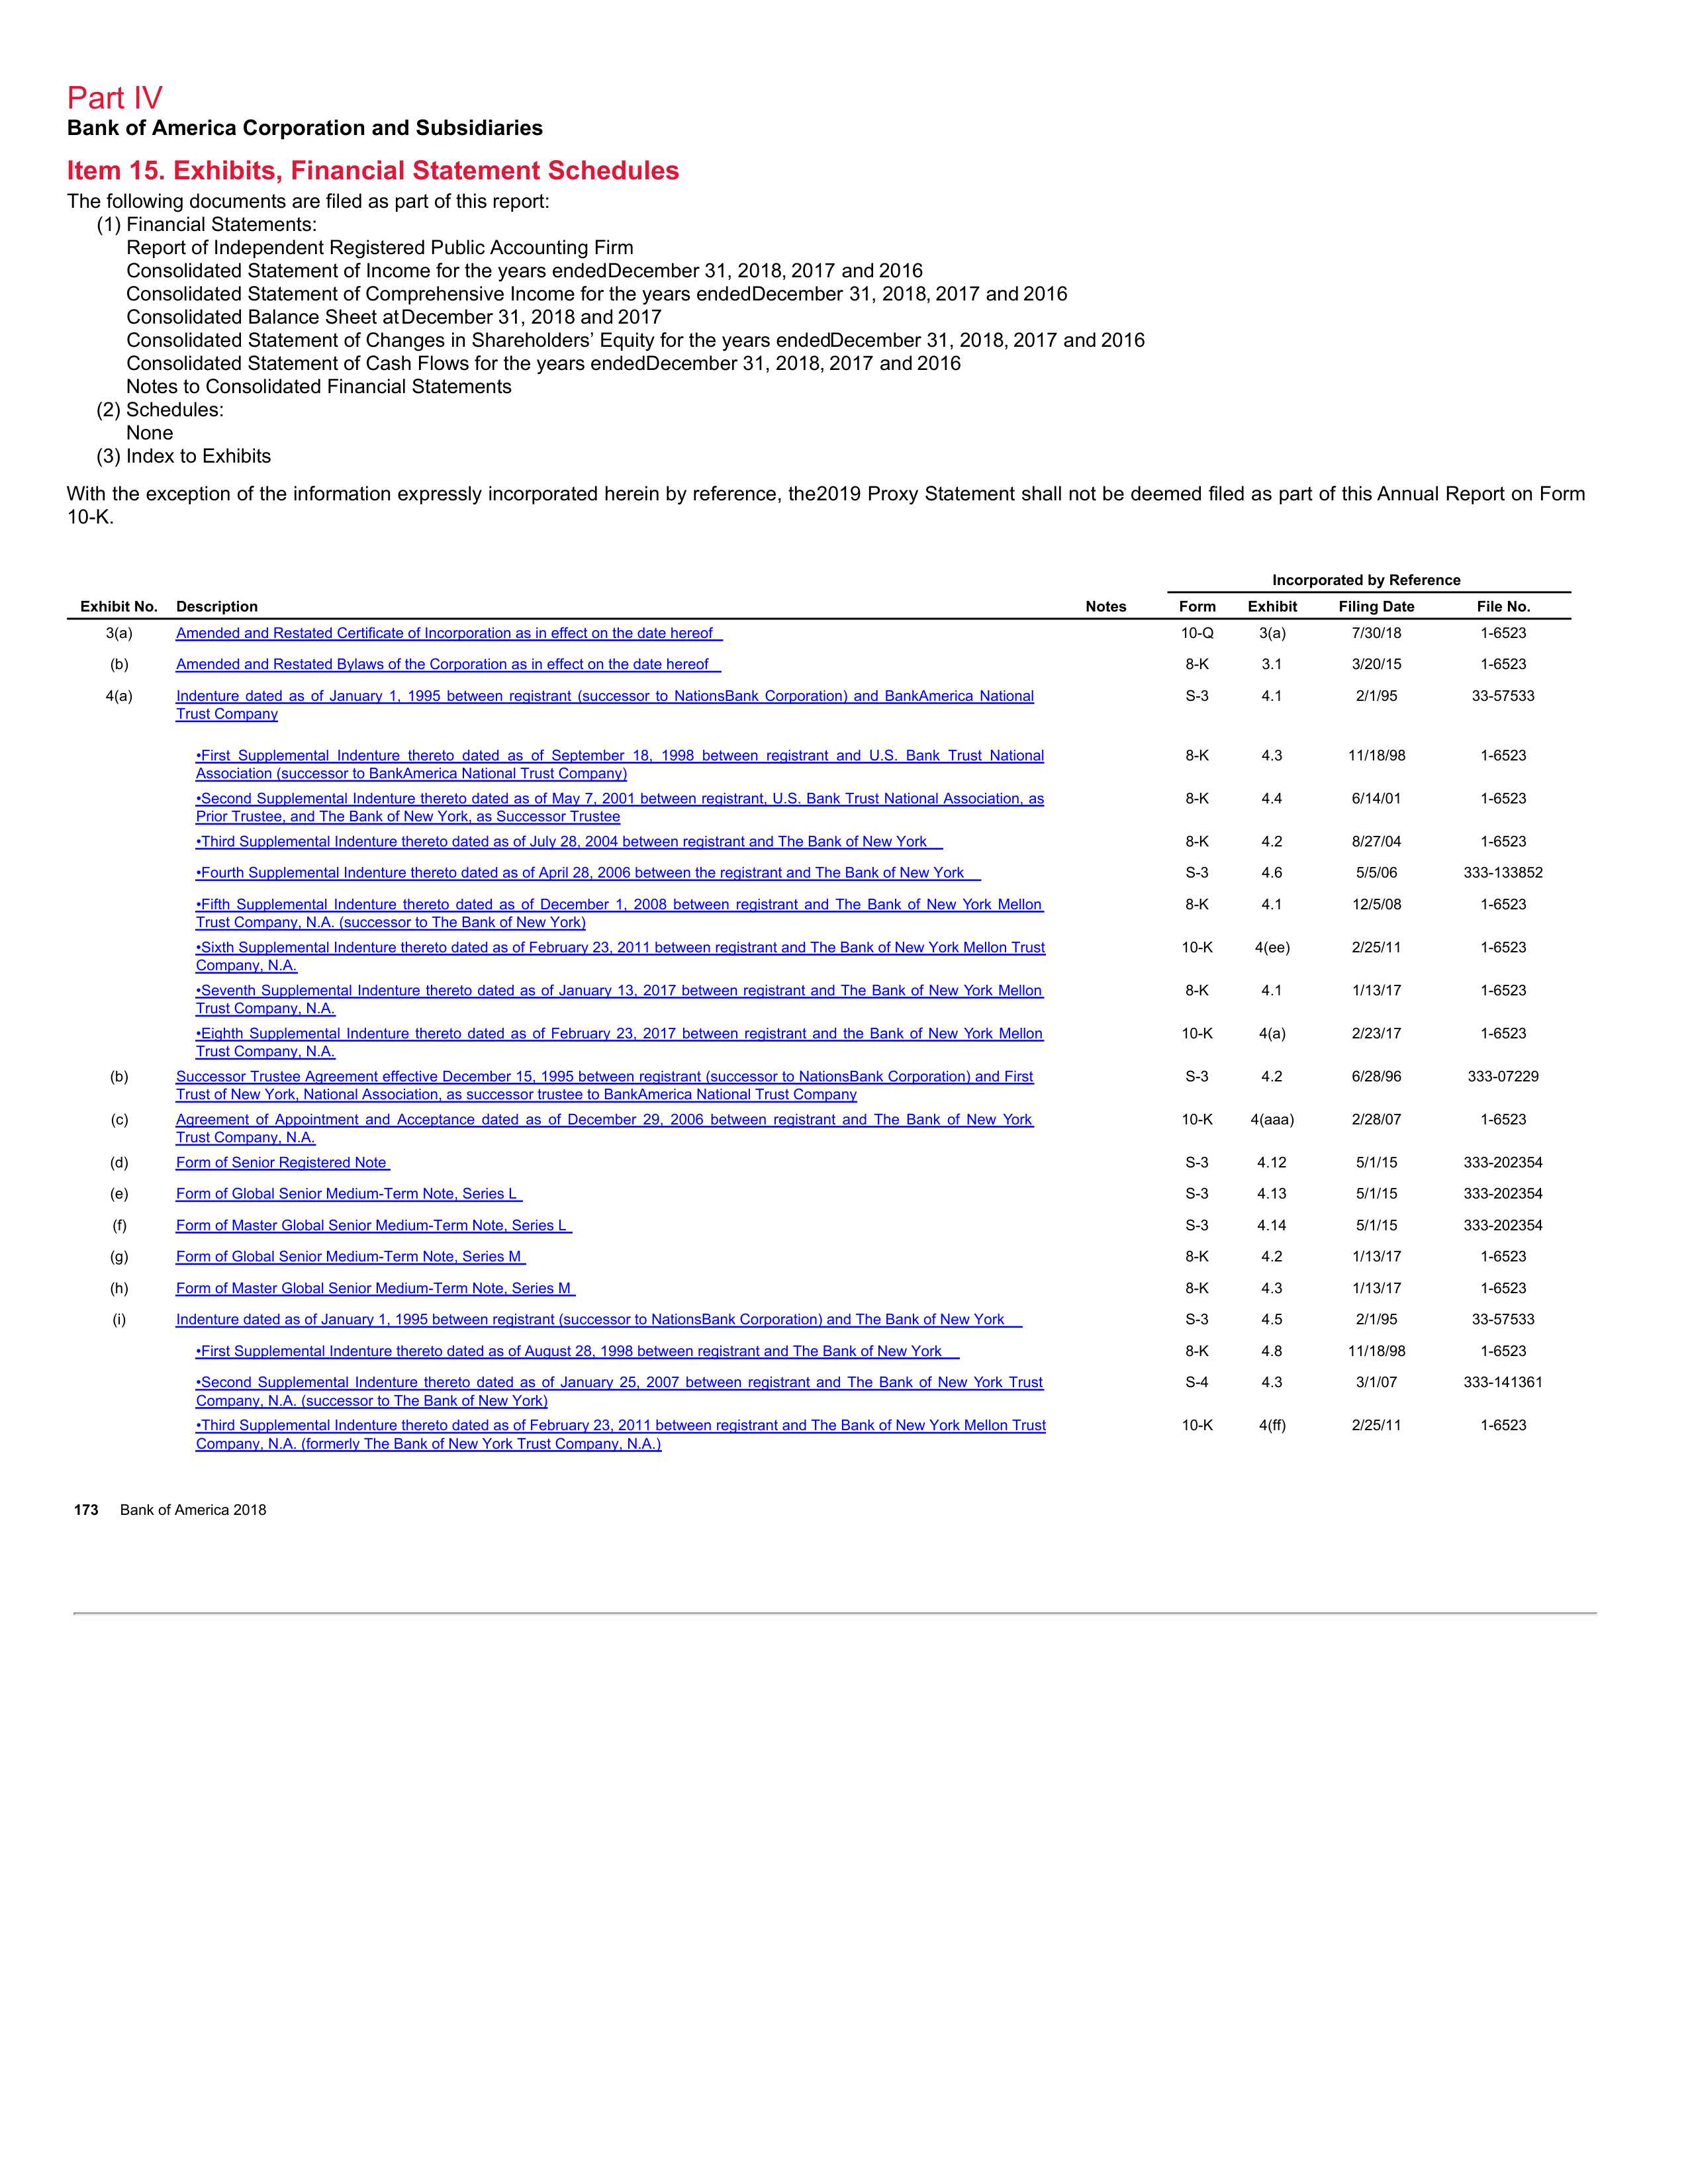 Part IV
Bank of America Corporation and Subsidiaries
Item 15. Exhibits, Financial Statement Schedules
The following documents are filed as part of this report:
(1) Financial Statements:
Report of Independent Registered Public Accounting Firm
Consolidated Statement of Income for the years endedDecember 31, 2018, 2017 and 2016
Consolidated Statement of Comprehensive Income for the years endedDecember 31, 2018, 2017 and 2016
Consolidated Balance Sheet atDecember 31, 2018 and 2017
Consolidated Statement of Changes in Shareholders’ Equity for the years endedDecember 31, 2018, 2017 and 2016
Consolidated Statement of Cash Flows for the years endedDecember 31, 2018, 2017 and 2016
Notes to Consolidated Financial Statements
(2) Schedules:
None
(3) Index to Exhibits
With the exception of the information expressly incorporated herein by reference, the2019 Proxy Statement shall not be deemed filed as part of this Annual Report on Form
10-K.
Incorporated by Reference
Exhibit No. Description Notes Form Exhibit Filing Date File No.
3(a) Amended and Restated Certificate of Incorporation as in effect on the date hereof 10-Q 3(a) 7/30/18 1-6523
(b) Amended and Restated Bylaws of the Corporation as in effect on the date hereof 8-K 3.1 3/20/15 1-6523
4(a) Indenture dated as of January 1, 1995 between registrant (successor to NationsBank Corporation) and BankAmerica National S-3 4.1 2/1/95 33-57533
Trust Company
•First Supplemental Indenture thereto dated as of September 18, 1998 between registrant and U.S. Bank Trust National 8-K 4.3 11/18/98 1-6523
Association (successor to BankAmerica National Trust Company)
•Second Supplemental Indenture thereto dated as of May 7, 2001 between registrant, U.S. Bank Trust National Association, as 8-K 4.4 6/14/01 1-6523
Prior Trustee, and The Bank of New York, as Successor Trustee
•Third Supplemental Indenture thereto dated as of July 28, 2004 between registrant and The Bank of New York 8-K 4.2 8/27/04 1-6523
•Fourth Supplemental Indenture thereto dated as of April 28, 2006 between the registrant and The Bank of New York S-3 4.6 5/5/06 333-133852
•Fifth Supplemental Indenture thereto dated as of December 1, 2008 between registrant and The Bank of New York Mellon 8-K 4.1 12/5/08 1-6523
Trust Company, N.A. (successor to The Bank of New York)
•Sixth Supplemental Indenture thereto dated as of February 23, 2011 between registrant and The Bank of New York Mellon Trust 10-K 4(ee) 2/25/11 1-6523
Company, N.A.
•Seventh Supplemental Indenture thereto dated as of January 13, 2017 between registrant and The Bank of New York Mellon 8-K 4.1 1/13/17 1-6523
Trust Company, N.A.
•Eighth Supplemental Indenture thereto dated as of February 23, 2017 between registrant and the Bank of New York Mellon 10-K 4(a) 2/23/17 1-6523
Trust Company, N.A.
(b) Successor Trustee Agreement effective December 15, 1995 between registrant (successor to NationsBank Corporation) and First S-3 4.2 6/28/96 333-07229
Trust of New York, National Association, as successor trustee to BankAmerica National Trust Company
(c) Agreement of Appointment and Acceptance dated as of December 29, 2006 between registrant and The Bank of New York 10-K 4(aaa) 2/28/07 1-6523
Trust Company, N.A.
(d) Form of Senior Registered Note S-3 4.12 5/1/15 333-202354
(e) Form of Global Senior Medium-Term Note, Series L S-3 4.13 5/1/15 333-202354
(f) Form of Master Global Senior Medium-Term Note, Series L S-3 4.14 5/1/15 333-202354
(g) Form of Global Senior Medium-Term Note, Series M 8-K 4.2 1/13/17 1-6523
(h) Form of Master Global Senior Medium-Term Note, Series M 8-K 4.3 1/13/17 1-6523
(i) Indenture dated as of January 1, 1995 between registrant (successor to NationsBank Corporation) and The Bank of New York S-3 4.5 2/1/95 33-57533
•First Supplemental Indenture thereto dated as of August 28, 1998 between registrant and The Bank of New York 8-K 4.8 11/18/98 1-6523
•Second Supplemental Indenture thereto dated as of January 25, 2007 between registrant and The Bank of New York Trust S-4 4.3 3/1/07 333-141361
Company, N.A. (successor to The Bank of New York)
•Third Supplemental Indenture thereto dated as of February 23, 2011 between registrant and The Bank of New York Mellon Trust 10-K 4(ff) 2/25/11 1-6523
Company, N.A. (formerly The Bank of New York Trust Company, N.A.)
173 Bank of America 2018